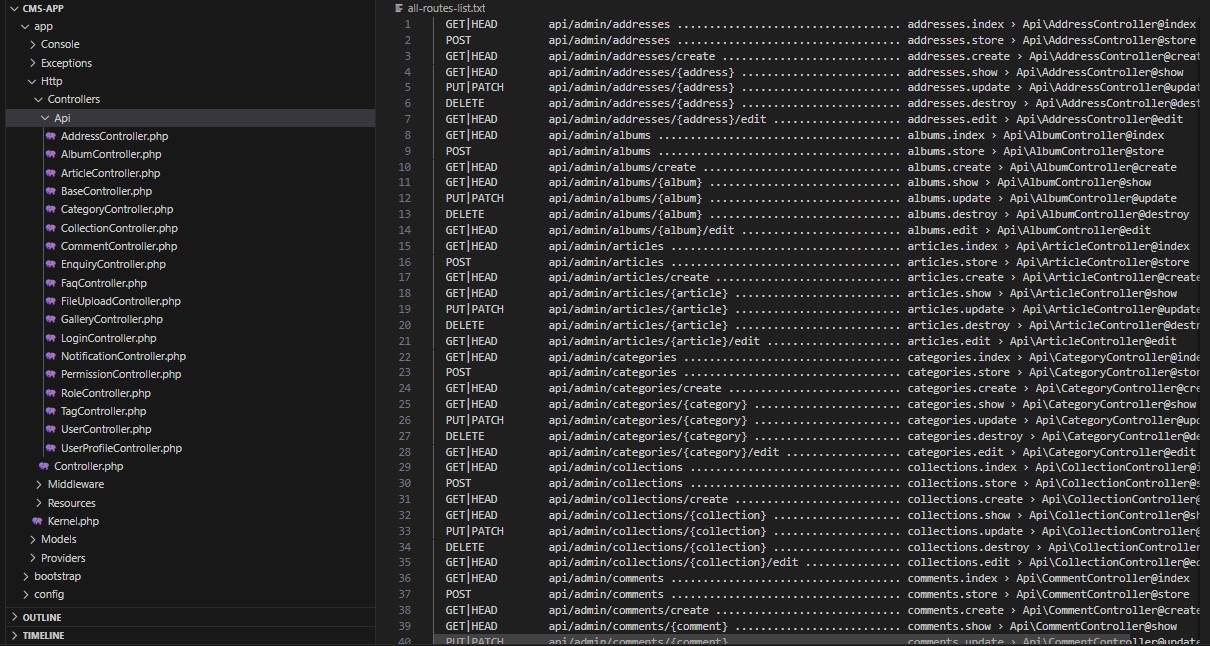 CMS-APP
app
Console
Exceptions
Http
Controllers
Api
AddressController.php
AlbumController.php
ArticleController.php
BaseController.php
CategoryController.php
CollectionController.php
CommentController.php
EnquiryController.php
FaqController.php
FileUploadController.php
GalleryController.php
LoginController.php
NotificationController.php
PermissionController.php
RoleController.php
TagController.php
UserController.php
UserProfileController.php
Controller.php
Middleware
Resources
Kernel.php
Models
Providers
bootstrap
config
OUTLINE
TIMELINE
all-routes-list.txt
1 GET|HEAD api/admin/addresses ................................... addresses.index › Api\AddressController@index
2 POST api/admin/addresses ................................... addresses.store › Api\AddressController@store
3 GET|HEAD api/admin/addresses/create ............................ addresses.create › Api\AddressController@creat
4 GET|HEAD api/admin/addresses/{address} ......................... addresses.show › Api\AddressController@show
5 PUT|PATCH api/admin/addresses/{address} ......................... addresses.update › Api\AddressController@updat
6 DELETE api/admin/addresses/{address} ......................... addresses.destroy › Api\AddressController@dest
7 GET|HEAD api/admin/addresses/{address}/edit .................... addresses.edit › Api\AddressController@edit
8 GET|HEAD api/admin/albums ...................................... albums.index › Api\AlbumController@index
9 POST api/admin/albums ...................................... albums.store › Api\AlbumController@store
10 GET|HEAD api/admin/albums/create ............................... albums.create › Api\AlbumController@create
11 GET|HEAD api/admin/albums/{album} .............................. albums.show › Api\AlbumController@show
12 PUT|PATCH api/admin/albums/{album} .............................. albums.update › Api\AlbumController@update
13 DELETE api/admin/albums/{album} .............................. albums.destroy › Api\AlbumController@destroy
14 GET|HEAD api/admin/albums/{album}/edit ......................... albums.edit › Api\AlbumController@edit
15 GET|HEAD api/admin/articles .................................... articles.index › Api\ArticleController@index
16 POST api/admin/articles .................................... articles.store › Api\ArticleController@store
17 GET|HEAD api/admin/articles/create ............................. articles.create › Api\ArticleController@create
18 GET|HEAD api/admin/articles/{article} .......................... articles.show › Api\ArticleController@show
19 PUT|PATCH api/admin/articles/{article} .......................... articles.update › Api\ArticleController@update
20 DELETE api/admin/articles/{article} .......................... articles.destroy › Api\ArticleController@destr
21 GET|HEAD api/admin/articles/{article}/edit ..................... articles.edit › Api\ArticleController@edit
22 GET|HEAD api/admin/categories .................................. categories.index › Api\CategoryController@inde
23 POST api/admin/categories .................................. categories.store › Api\CategoryController@stor
24 GET|HEAD api/admin/categories/create ........................... categories.create › Api\CategoryController@cre
25 GET|HEAD api/admin/categories/{category} ....................... categories.show › Api\CategoryController@show
26 PUT|PATCH api/admin/categories/{category} ....................... categories.update › Api\CategoryController@upd
27 DELETE api/admin/categories/{category} ....................... categories.destroy › Api\CategoryController@de
28 GET|HEAD api/admin/categories/{category}/edit ................... categories.edit › Api\CategoryController@edit
29 GET|HEAD api/admin/collections ................................. collections.index › Api\CollectionController@i
30 POST api/admin/collections ................................. collections.store › Api\CollectionController@s
31 GET|HEAD api/admin/collections/create .......................... collections.create › Api\CollectionController@
32 GET|HEAD api/admin/collections/{collection} ..................... collections.show › Api\CollectionController@sh
33 PUT|PATCH api/admin/collections/{collection} ..................... collections.update › Api\CollectionController@
34 DELETE api/admin/collections/{collection} ..................... collections.destroy › Api\CollectionController
35 GET|HEAD api/admin/collections/{collection}/edit ................ collections.edit › Api\CollectionController@ed
36 GET|HEAD api/admin/comments .................................... comments.index › Api\CommentController@index
37 POST api/admin/comments .................................... comments.store › Api\CommentController@store
38 GET|HEAD api/admin/comments/create ............................. comments.create › Api\CommentController@create
39 GET|HEAD api/admin/comments/{comment} .......................... comments.show › Api\CommentController@show
40 PUT|PATCH api/admin/comments/{comment} .......................... comments.update › Api\CommentController@update